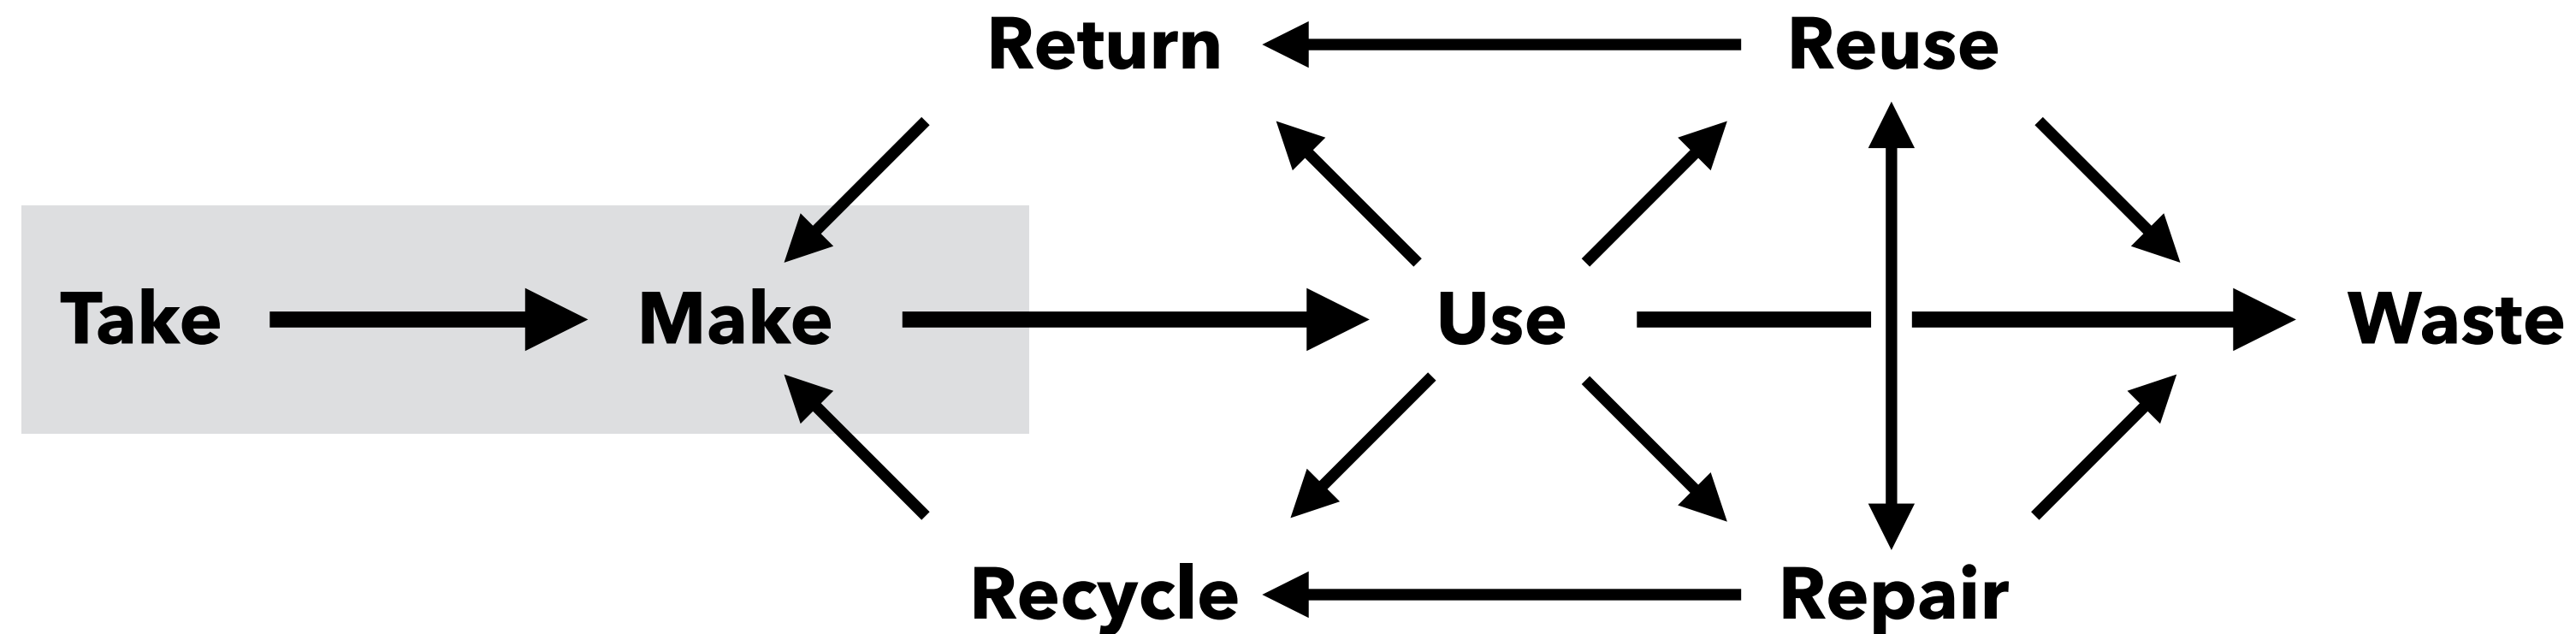 Return
Reuse
Take
Make
Use
Waste
Recycle
Repair